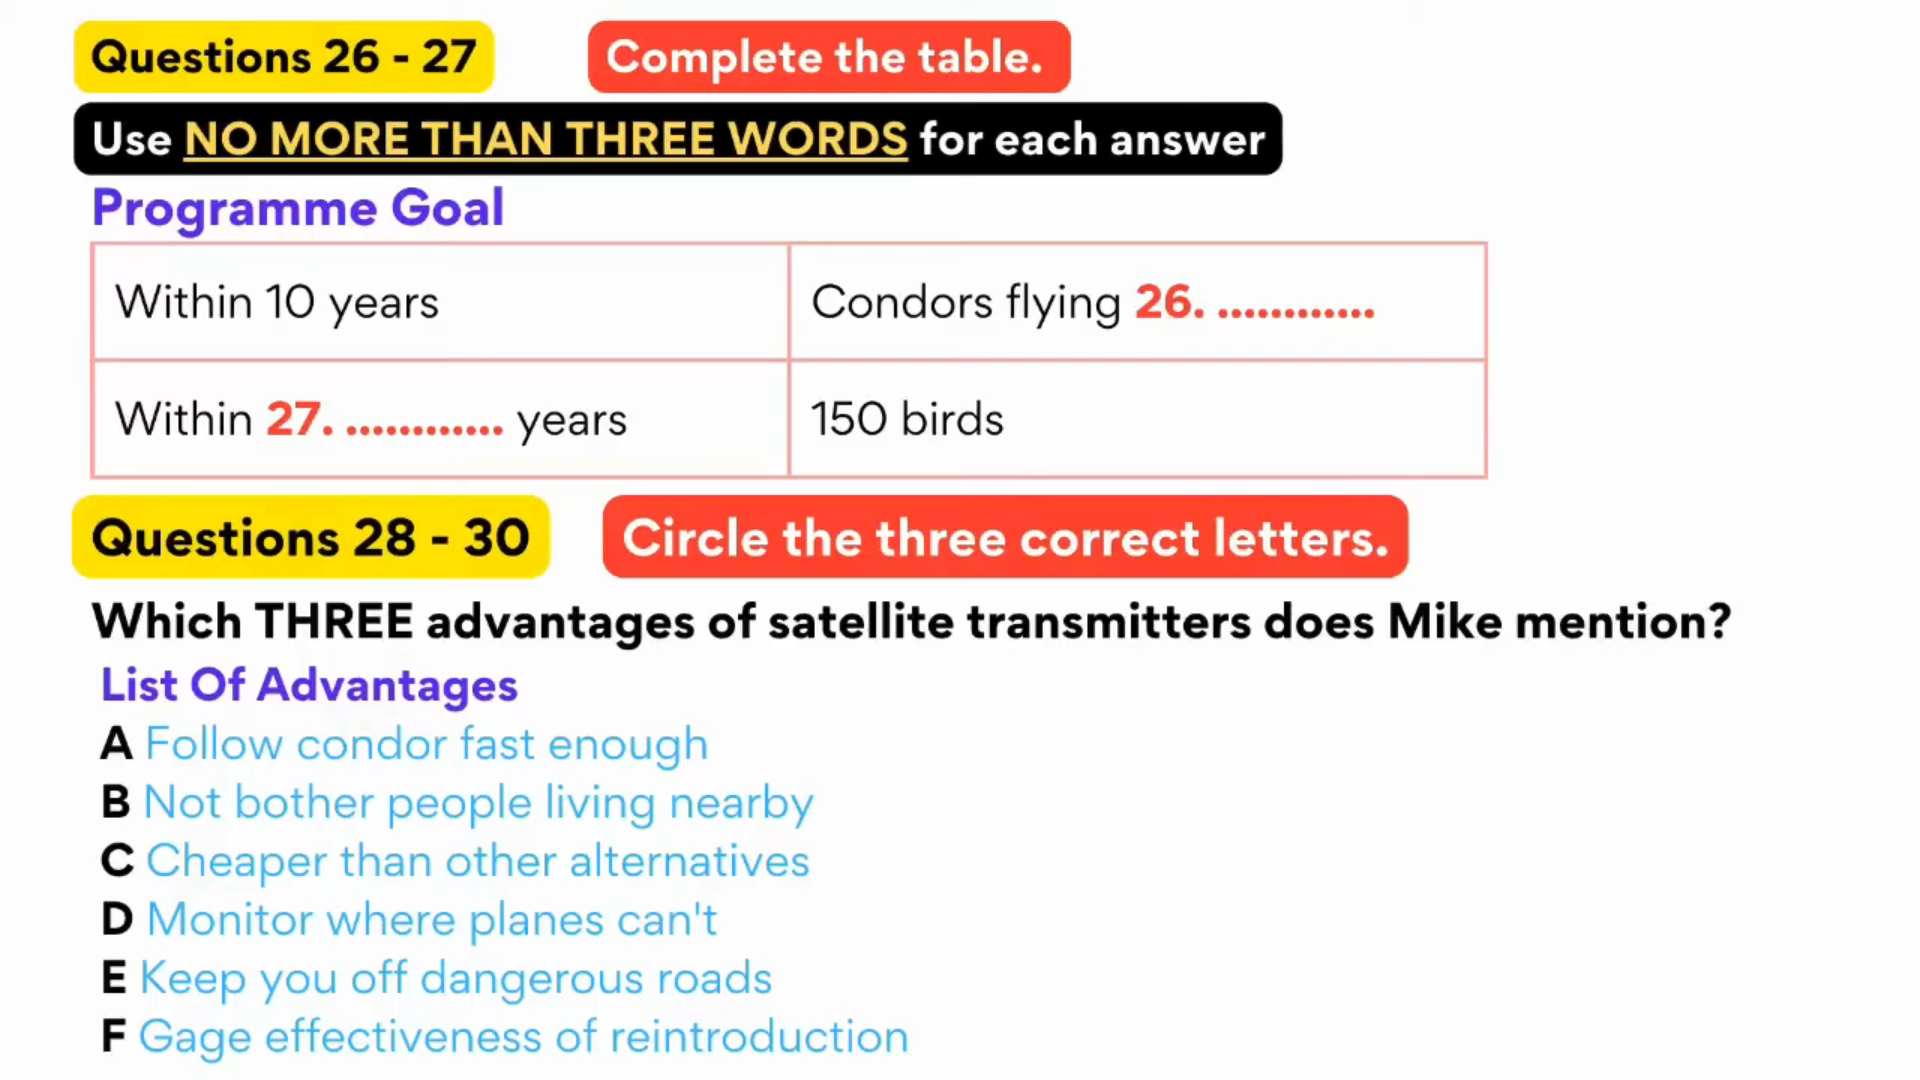 Questions 26 - 27
Complete the table.
Use NO MORE THAN THREE WORDS for each answer
Programme Goal
Within 10 years
Condors flying 26. ............
Within 27. ............ years
150 birds
Questions 28 - 30
Circle the three correct letters.
Which THREE advantages of satellite transmitters does Mike mention?
List Of Advantages
A Follow condor fast enough
B Not bother people living nearby
C Cheaper than other alternatives
D Monitor where planes can't
E Keep you off dangerous roads
F Gage effectiveness of reintroduction